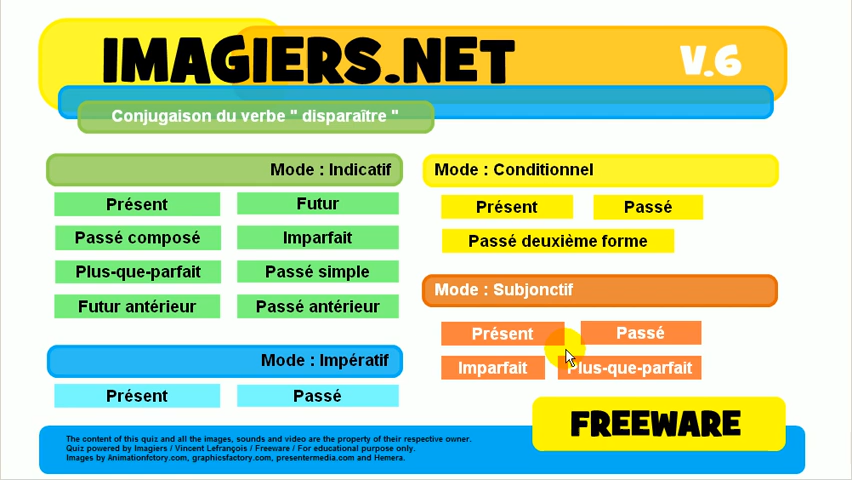 IMAGIERS.NET
V.6
Conjugaison du verbe " disparaître "
Mode : Indicatif
Présent
Futur
Passé composé
Imparfait
Plus-que-parfait
Passé simple
Futur antérieur
Passé antérieur
Mode : Impératif
Présent
Passé
Mode : Conditionnel
Présent
Passé
Passé deuxième forme
Mode : Subjonctif
Présent
Passé
Imparfait
Plus-que-parfait
FREEWARE
The content of this quiz and all the images, sounds and video are the property of their respective owner.
Quiz powered by Imagiers / Vincent Lefrançois / Freeware / For educational purpose only.
Images by Animationfctory.com, graphicsfactory.com, presentermedia.com and Hemera.